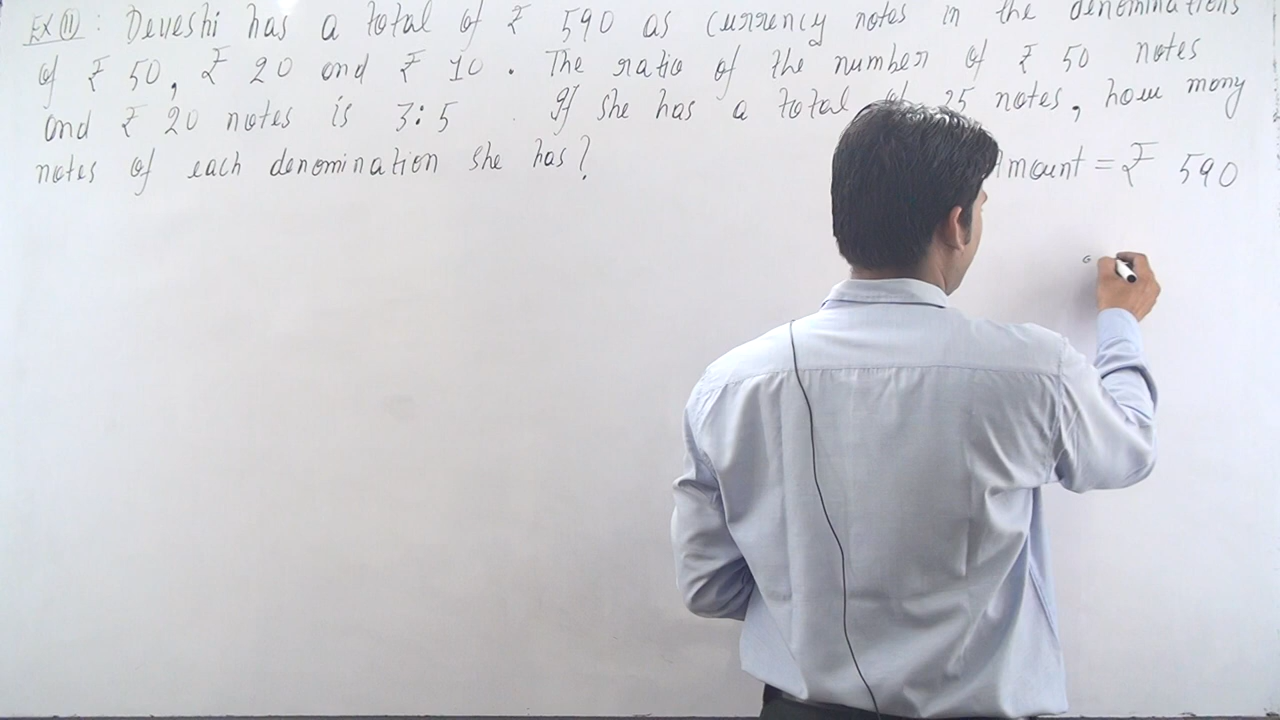 EX (11) : Deveshi has a total of ₹ 590 as currency notes in the denominations
of ₹ 50, ₹ 20 and ₹ 10 . The ratio of the number of ₹ 50 notes
and ₹ 20 notes is 3:5 . If she has a total of 25 notes, how many
notes of each denomination she has?
Amount = ₹ 590